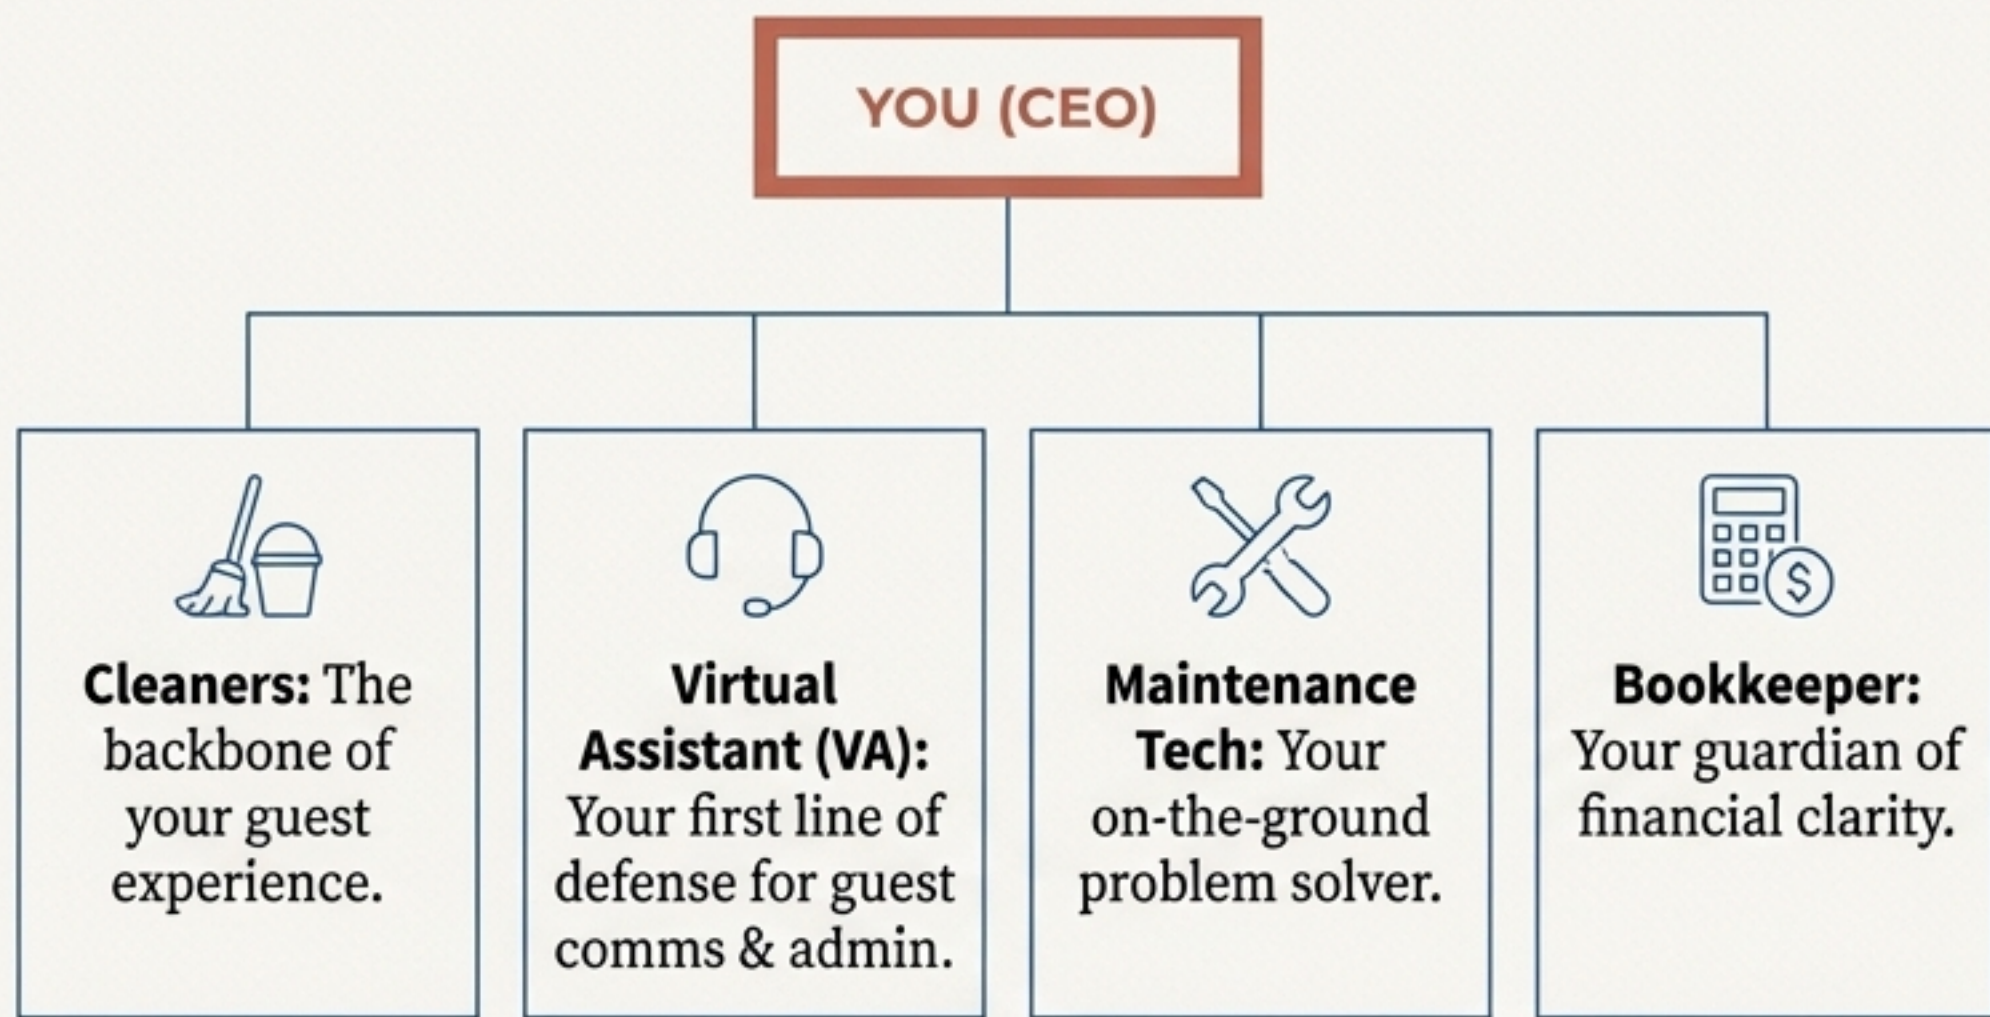 YOU (CEO)
Cleaners: The
backbone of
your guest
experience.
Virtual
Assistant (VA):
Your first line of
defense for guest
comms & admin.
Maintenance
Tech: Your
on-the-ground
problem solver.
Bookkeeper:
Your guardian of
financial clarity.
$